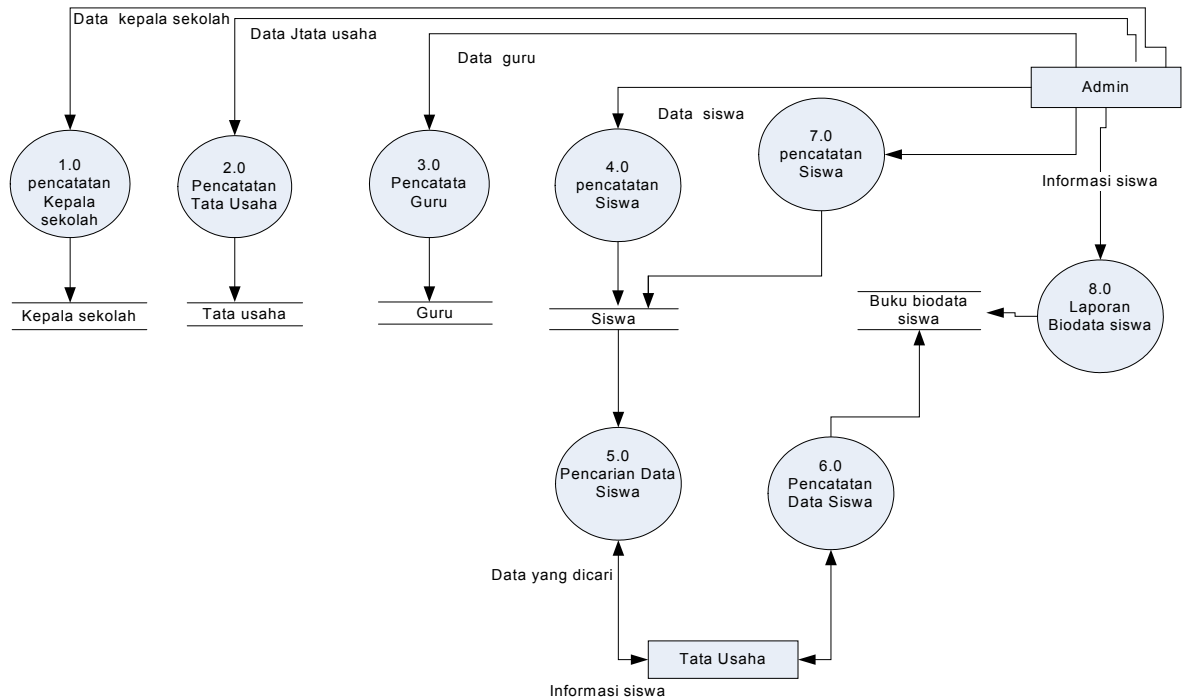 Data kepala sekolah
Data Jtata usaha
Data guru
Admin
Data siswa
1.0
pencatatan
Kepala
sekolah
2.0
Pencatatan
Tata Usaha
3.0
Pencatata
Guru
4.0
pencatatan
Siswa
7.0
pencatatan
Siswa
Informasi siswa
Kepala sekolah
Tata usaha
Guru
Siswa
Buku biodata
siswa
8.0
Laporan
Biodata siswa
5.0
Pencarian Data
Siswa
6.0
Pencatatan
Data Siswa
Data yang dicari
Tata Usaha
Informasi siswa